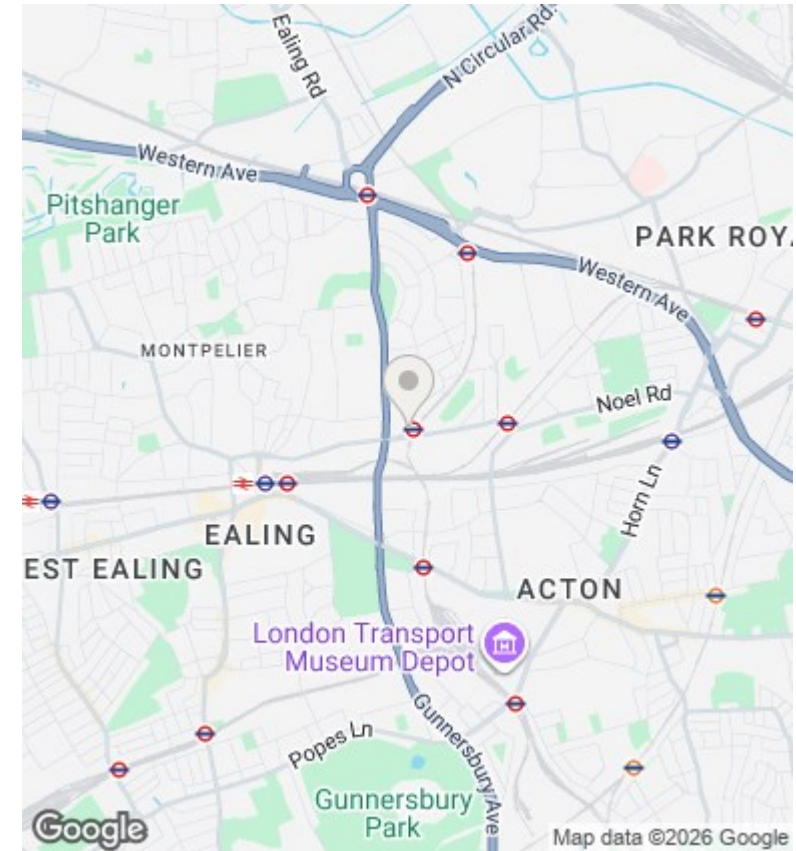 Ealing Rd
N Circular Rd.
Western Ave
Pitshanger
Park
PARK ROYA
Western Ave
MONTPELIER
Noel Rd
Horn Ln
EALING
EST EALING
ACTON
London Transport
Museum Depot
Gunnersbury Ave
Popes Ln
Gunnersbury
Park
Google
Map data ©2026 Google